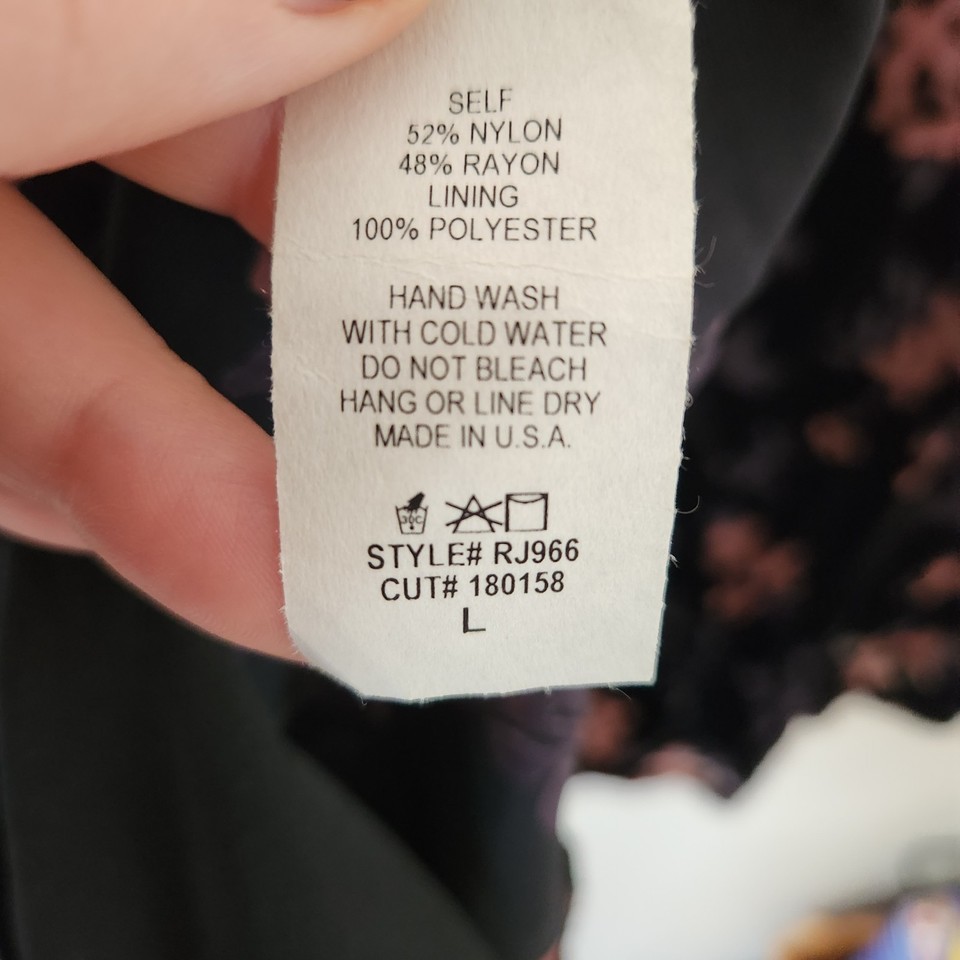 SELF
52% NYLON
48% RAYON
LINING
100% POLYESTER
HAND WASH
WITH COLD WATER
DO NOT BLEACH
HANG OR LINE DRY
MADE IN U.S.A.
30C
STYLE# RJ966
CUT# 180158
L